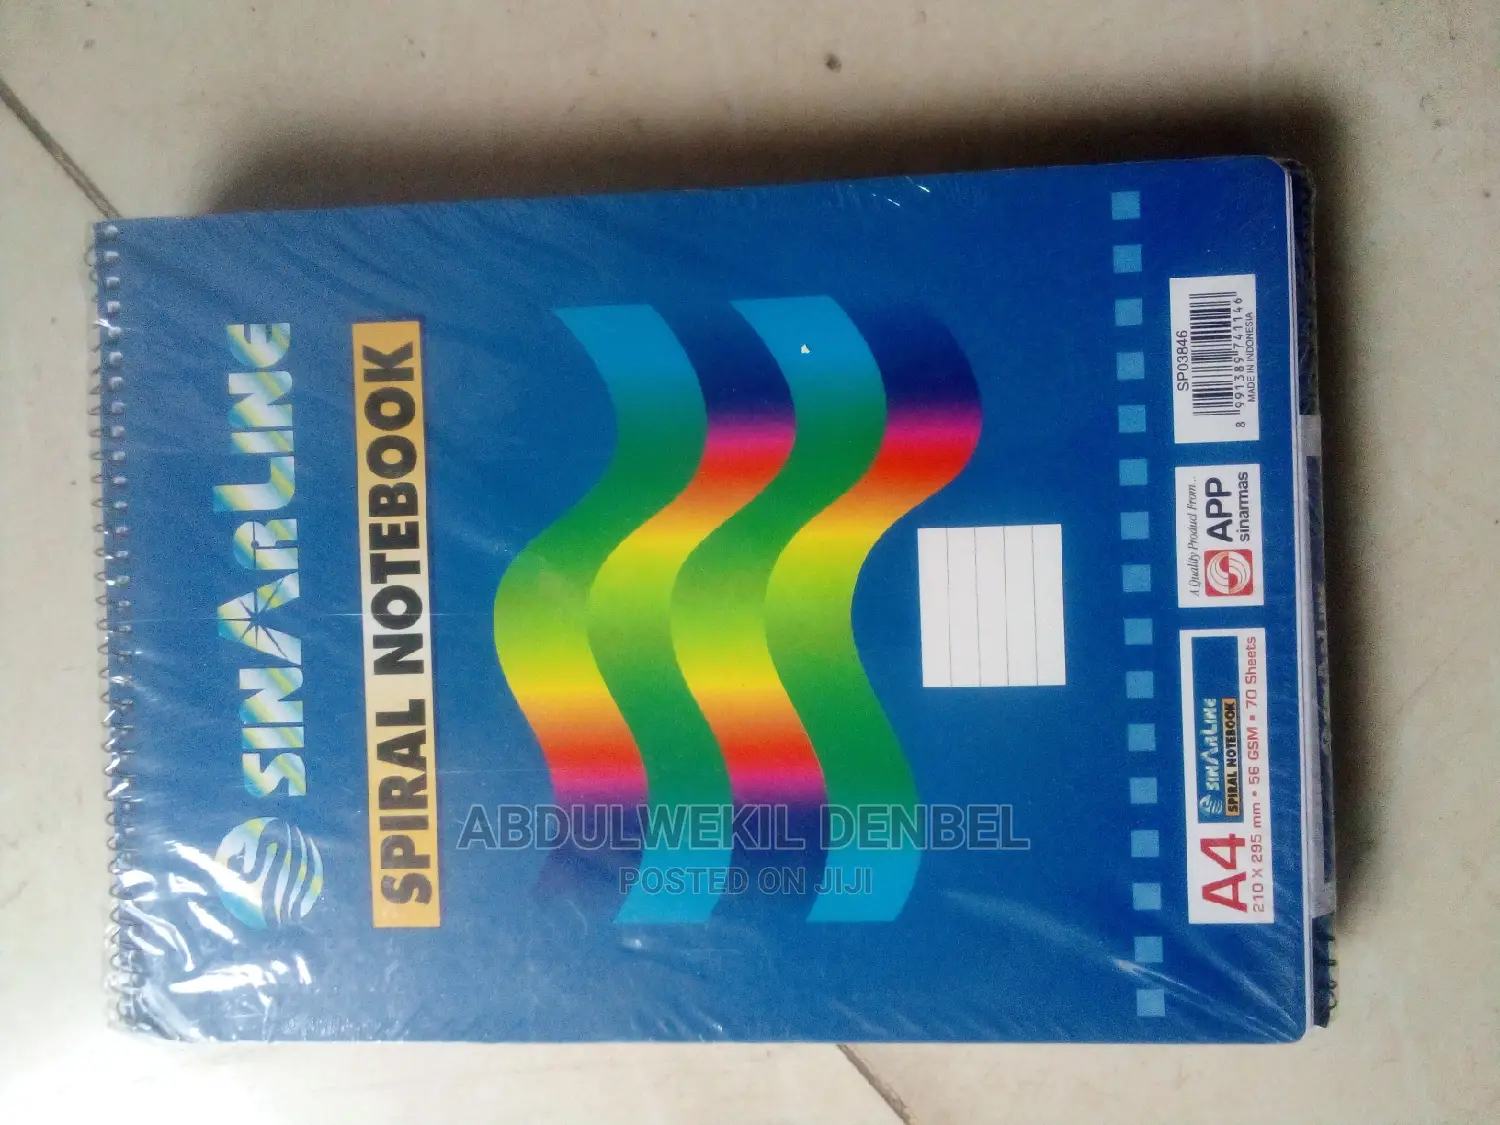 SINARLINE
SPIRAL NOTEBOOK
A4
SINARLINE
SPIRAL NOTEBOOK
210 X 295 mm • 56 GSM • 70 Sheets
A Quality Product From...
APP
sinarmas
SP03846
8 991389 741146
MADE IN INDONESIA
ABDULWEKIL DENBEL
POSTED ON JIJI